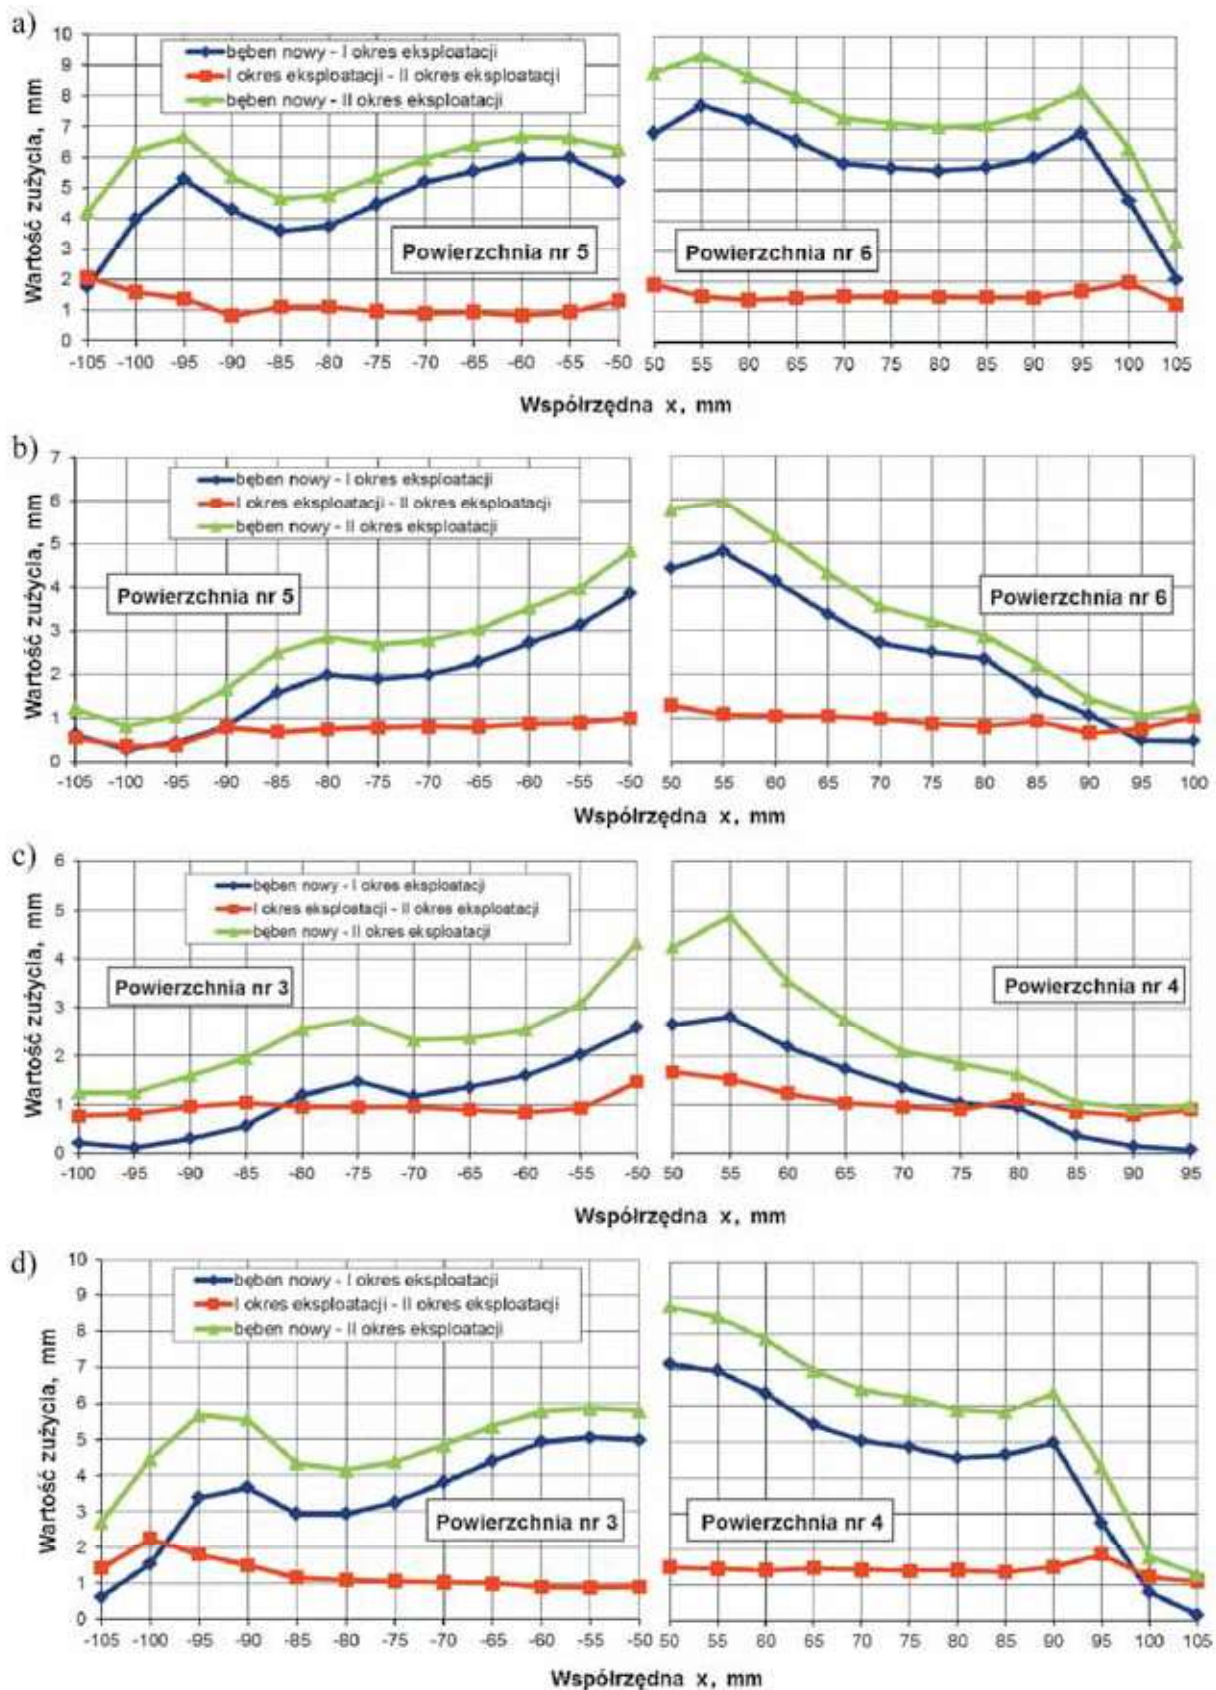 a)
10
9
8
7
6
5
4
3
2
1
0
Wartość zużycia, mm
bęben nowy - I okres eksploatacji
I okres eksploatacji - II okres eksploatacji
bęben nowy - II okres eksploatacji
Powierzchnia nr 5
Powierzchnia nr 6
-105 -100 -95 -90 -85 -80 -75 -70 -65 -60 -55 -50
50 55 60 65 70 75 80 85 90 95 100 105
Współrzędna x, mm
b)
7
6
5
4
3
2
1
0
Wartość zużycia, mm
bęben nowy - I okres eksploatacji
I okres eksploatacji - II okres eksploatacji
bęben nowy - II okres eksploatacji
Powierzchnia nr 5
Powierzchnia nr 6
-105 -100 -95 -90 -85 -80 -75 -70 -65 -60 -55 -50
50 55 60 65 70 75 80 85 90 95 100
Współrzędna x, mm
c)
6
5
4
3
2
1
0
Wartość zużycia, mm
bęben nowy - I okres eksploatacji
I okres eksploatacji - II okres eksploatacji
bęben nowy - II okres eksploatacji
Powierzchnia nr 3
Powierzchnia nr 4
-100 -95 -90 -85 -80 -75 -70 -65 -60 -55 -50
50 55 60 65 70 75 80 85 90 95
Współrzędna x, mm
d)
10
9
8
7
6
5
4
3
2
1
0
Wartość zużycia, mm
bęben nowy - I okres eksploatacji
I okres eksploatacji - II okres eksploatacji
bęben nowy - II okres eksploatacji
Powierzchnia nr 3
Powierzchnia nr 4
-105 -100 -95 -90 -85 -80 -75 -70 -65 -60 -55 -50
50 55 60 65 70 75 80 85 90 95 100 105
Współrzędna x, mm